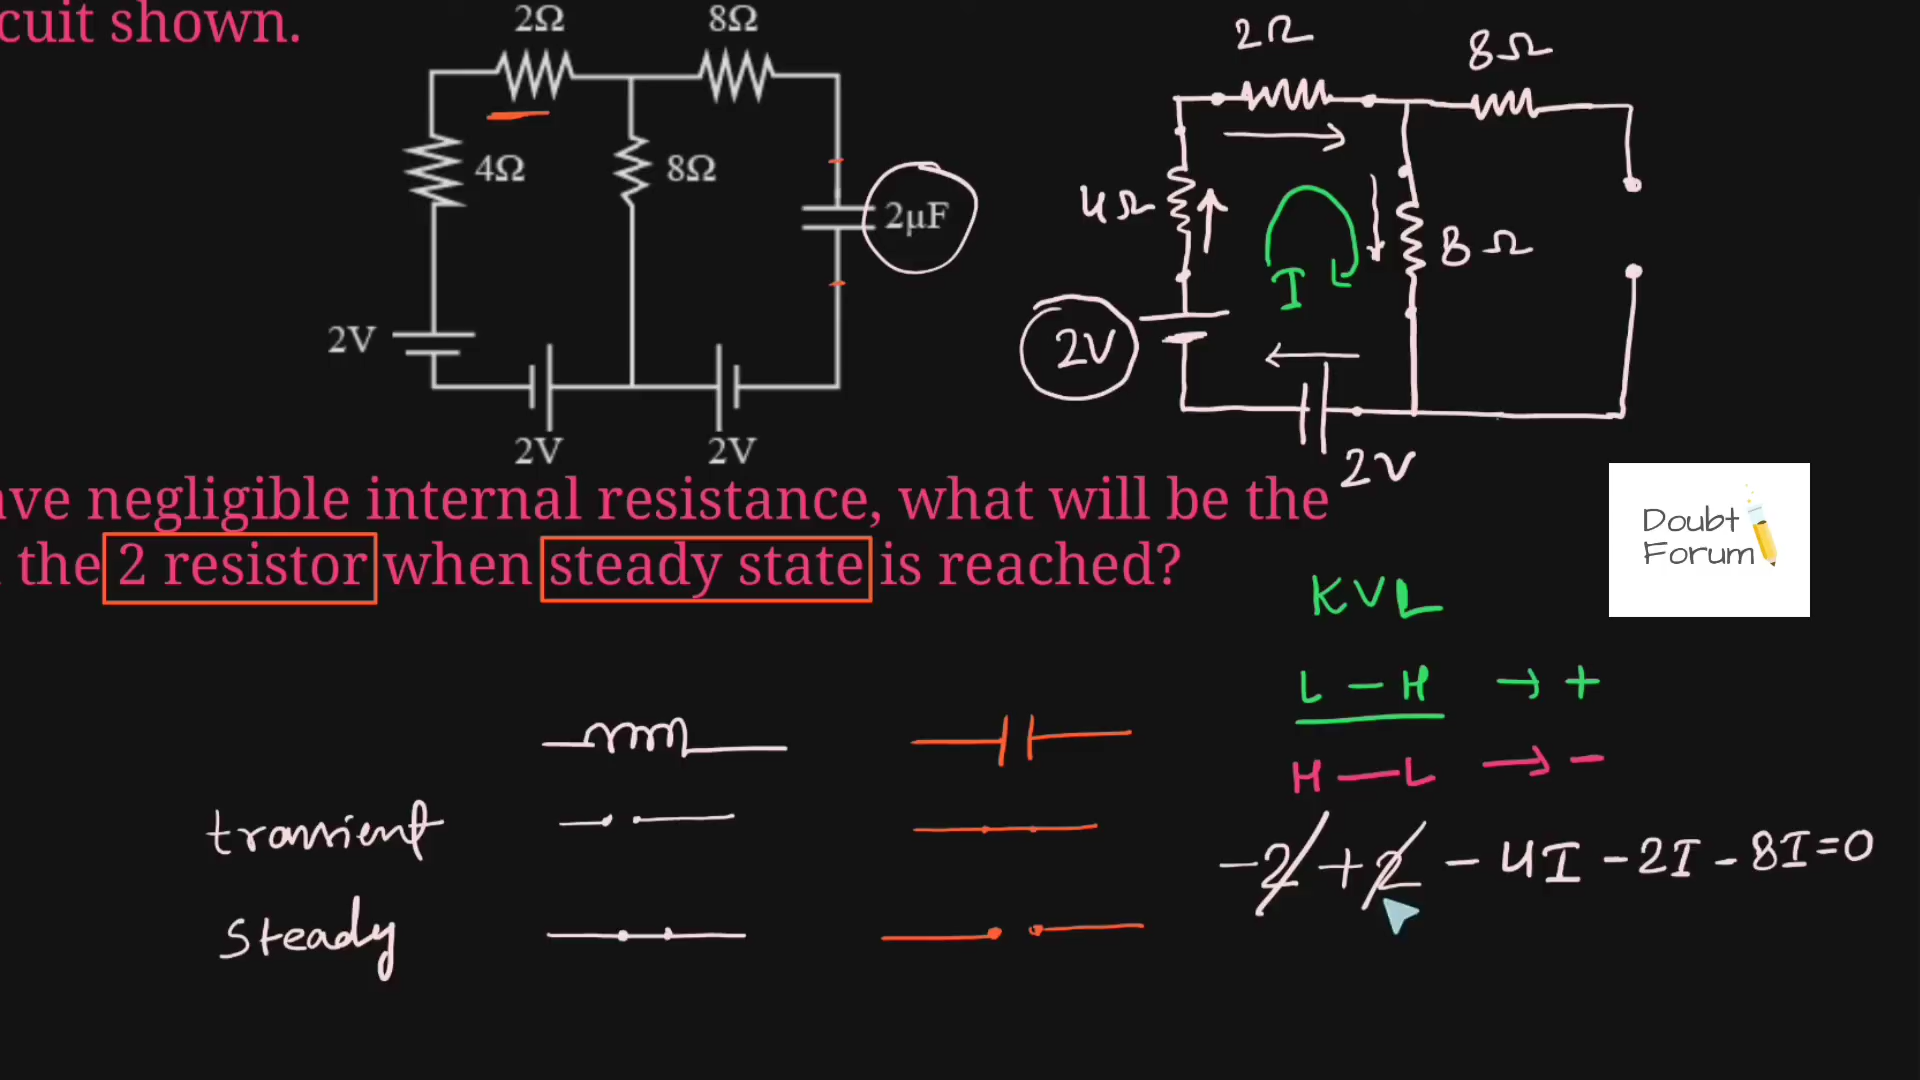 cuit shown.
2Ω
8Ω
4Ω
8Ω
2μF
2V
2V
2V
2Ω
8Ω
4Ω
8Ω
I
2V
2V
ve negligible internal resistance, what will be the
the 2 resistor when steady state is reached?
Doubt
Forum
KVL
L - H → +
H - L → -
transient
steady
-2 + 2 - 4I - 2I - 8I = 0